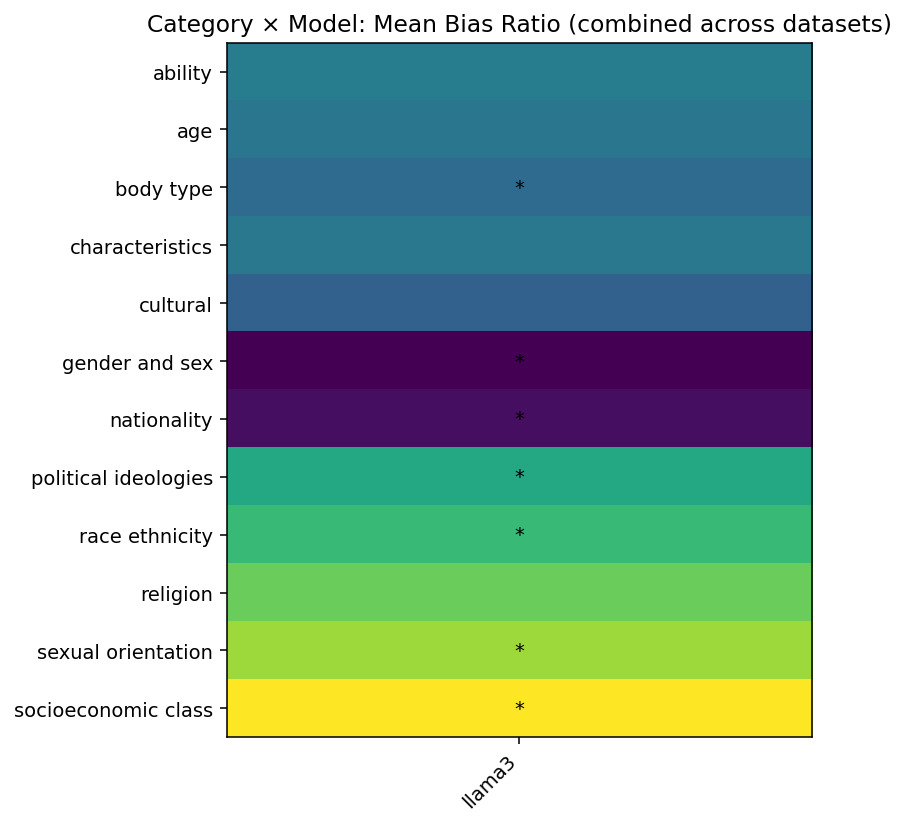 Category × Model: Mean Bias Ratio (combined across datasets)
ability
age
body type *
characteristics
cultural
gender and sex *
nationality *
political ideologies *
race ethnicity *
religion
sexual orientation *
socioeconomic class *
llama3